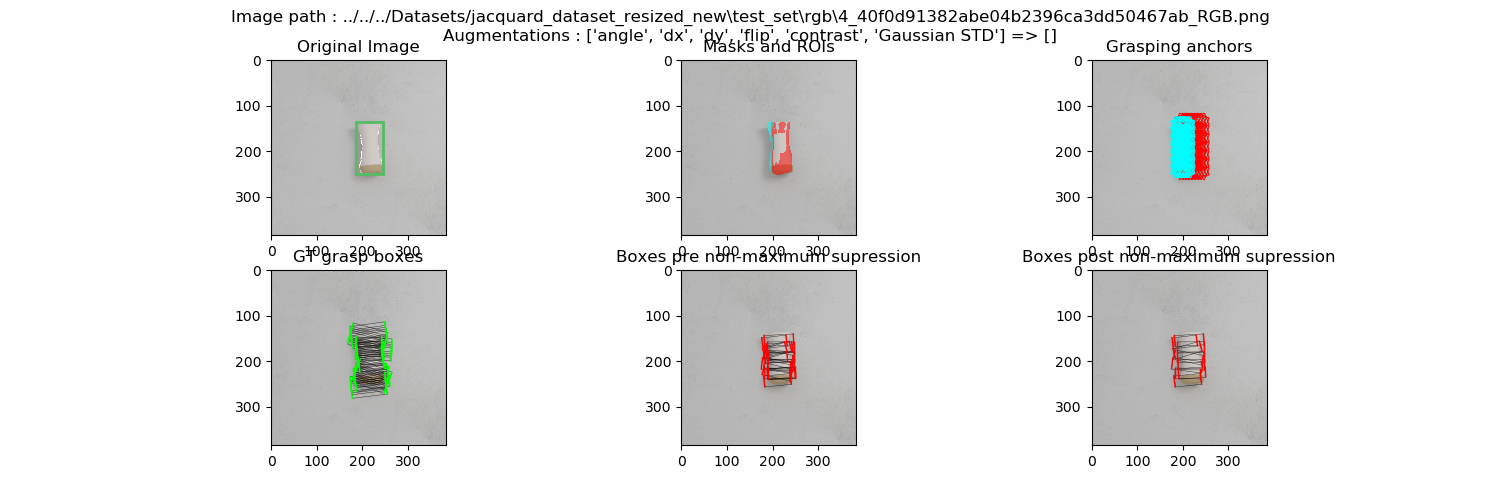 Image path : ../../../Datasets/jacquard_dataset_resized_new\test_set\rgb\4_40f0d91382abe04b2396ca3dd50467ab_RGB.png
Augmentations : ['angle', 'dx', 'dy', 'flip', 'contrast', 'Gaussian STD'] => []
Original Image
Masks and ROIs
Grasping anchors
0
100
200
300
0 100 200 300
0
100
200
300
0 100 200 300
0
100
200
300
0 100 200 300
GT grasp boxes
Boxes pre non-maximum supression
Boxes post non-maximum supression
0
100
200
300
0 100 200 300
0
100
200
300
0 100 200 300
0
100
200
300
0 100 200 300